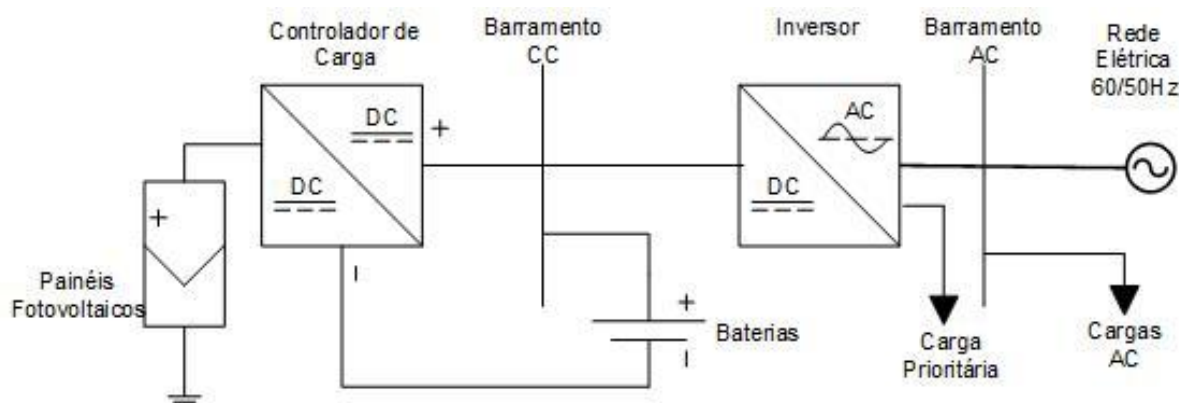 Controlador de
Carga
Barramento
CC
Inversor
Barramento
AC
Rede
Elétrica
60/50Hz
DC
+
DC
AC
DC
+
Painéis
Fotovoltaicos
-
+
Baterias
-
Carga
Prioritária
Cargas
AC